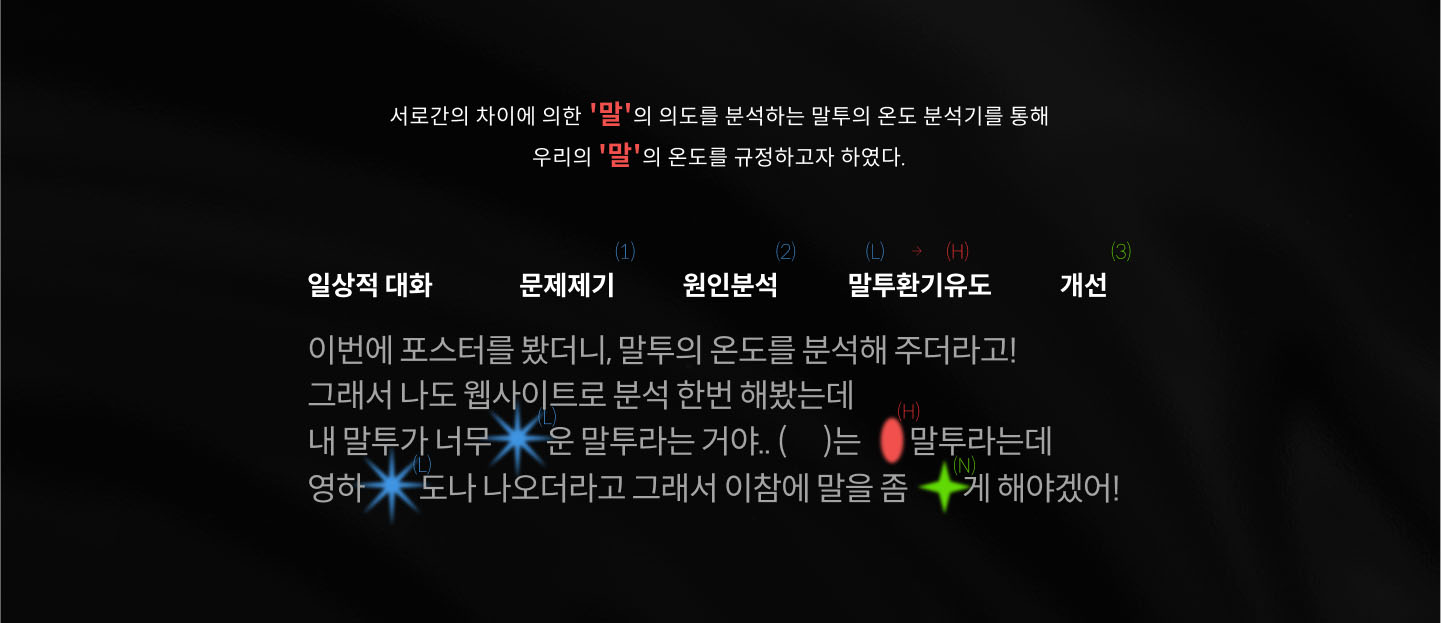 서로간의 차이에 의한 '말'의 의도를 분석하는 말투의 온도 분석기를 통해
우리의 '말'의 온도를 규정하고자 하였다.
(1) (2) (L) → (H) (3)
일상적 대화 문제제기 원인분석 말투환기유도 개선
이번에 포스터를 봤더니, 말투의 온도를 분석해 주더라고!
그래서 나도 웹사이트로 분석 한번 해봤는데
(L) (H)
내 말투가 너무 운 말투라는 거야.. ( )는 말투라는데
(L) (N)
영하 도나 나오더라고 그래서 이참에 말을 좀 게 해야겠어!